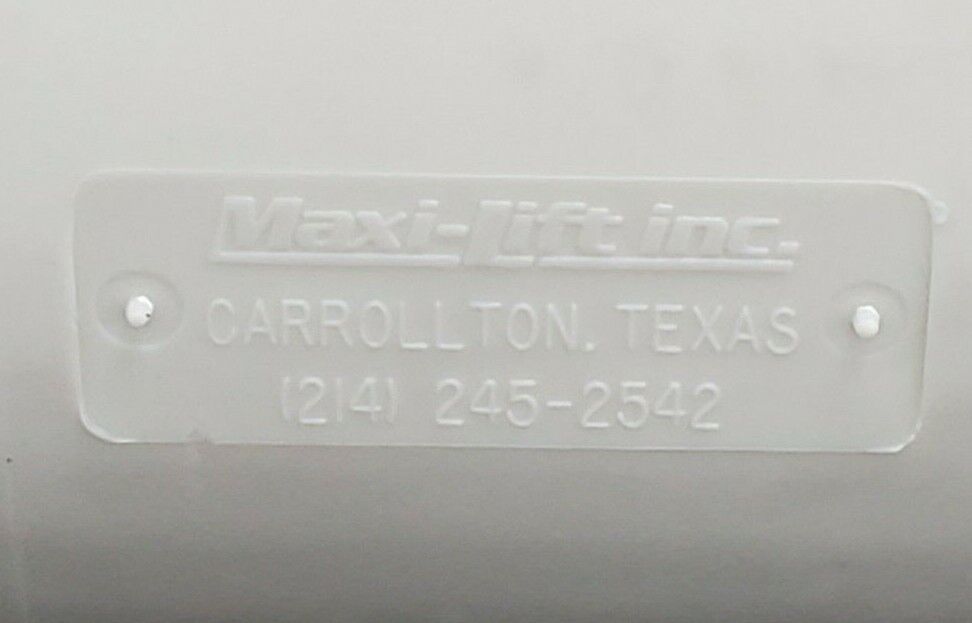 Maxi-Lift inc.
CARROLLTON, TEXAS
(214) 245-2542